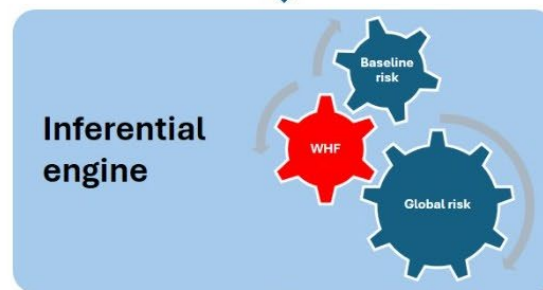 Inferential
engine
Baseline
risk
WHF
Global risk